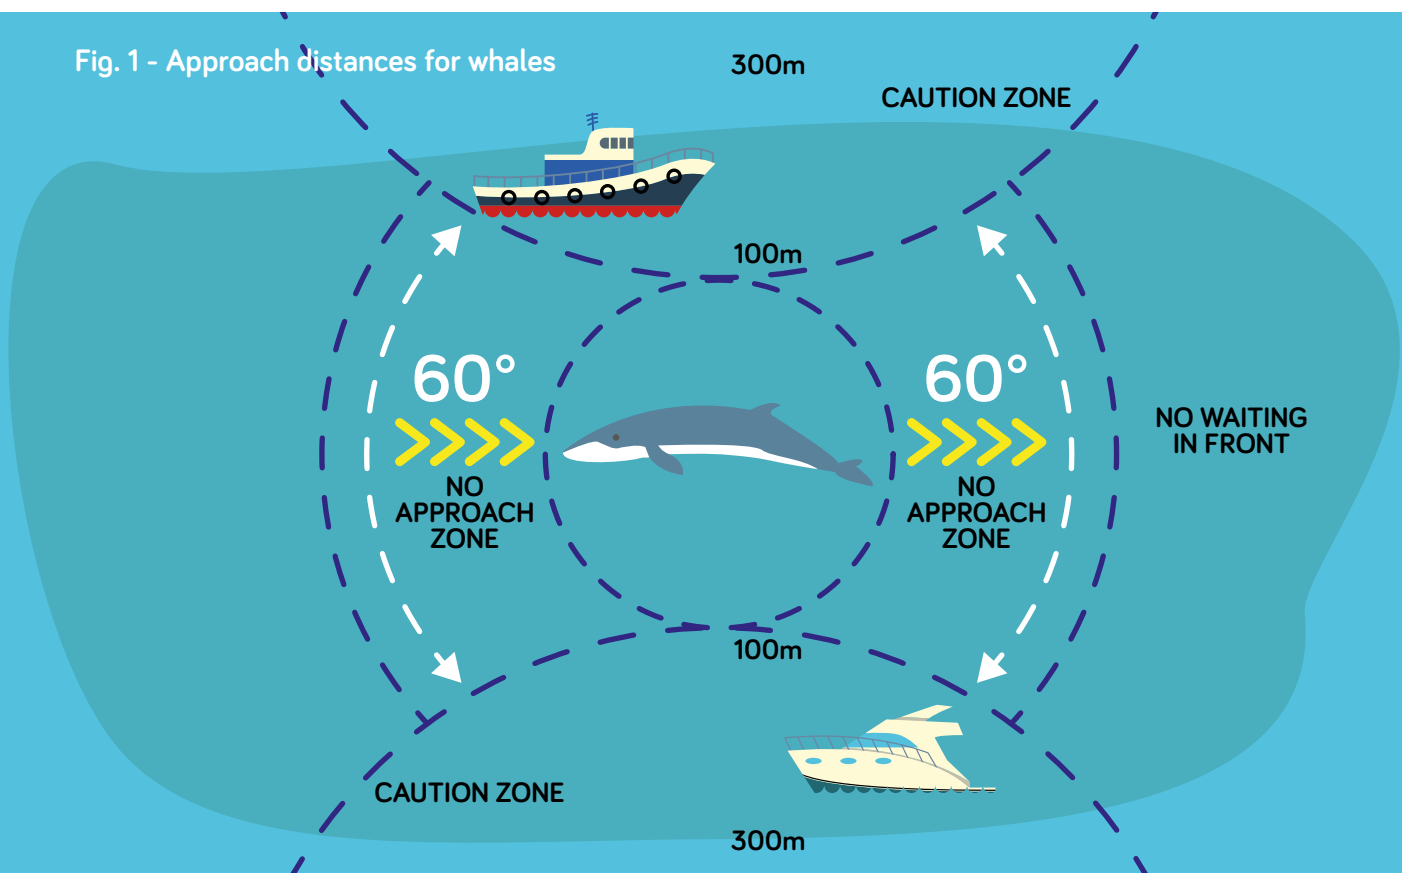 Fig. 1 - Approach distances for whales
300m
CAUTION ZONE
100m
60°
60°
NO WAITING
IN FRONT
NO
APPROACH
ZONE
NO
APPROACH
ZONE
100m
CAUTION ZONE
300m